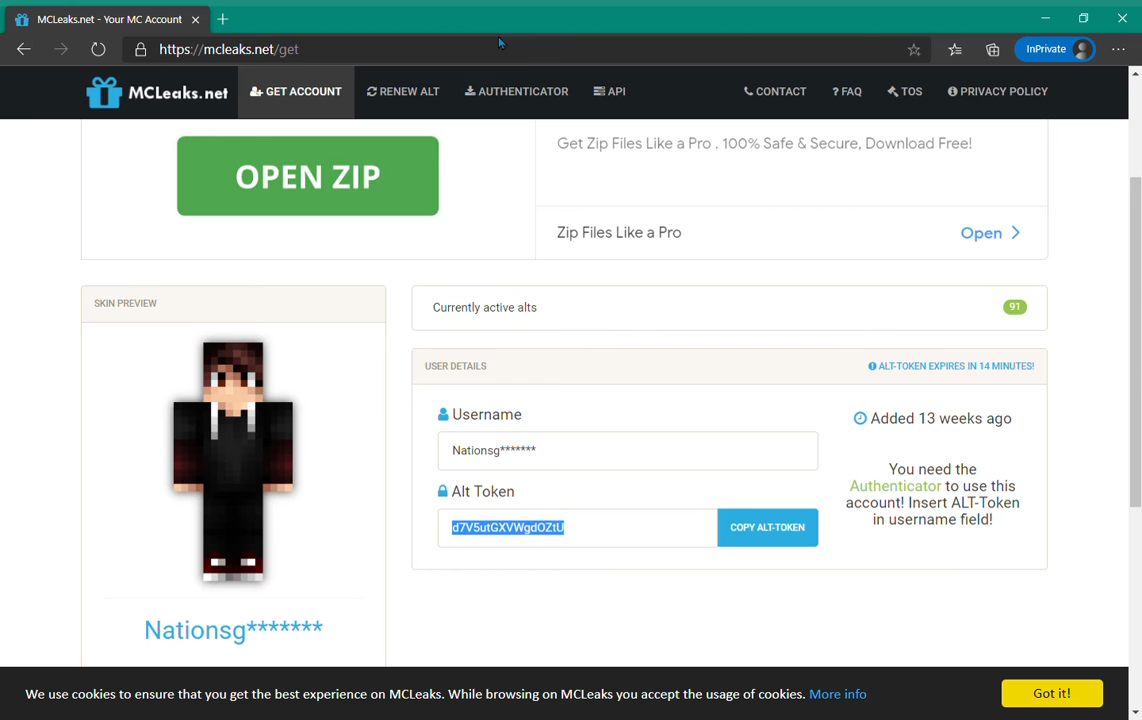 MCLeaks.net - Your MC Account
https://mcleaks.net/get
InPrivate
MCLeaks.net
GET ACCOUNT
RENEW ALT
AUTHENTICATOR
API
CONTACT
? FAQ
TOS
PRIVACY POLICY
OPEN ZIP
Get Zip Files Like a Pro . 100% Safe & Secure, Download Free!
Zip Files Like a Pro
Open
SKIN PREVIEW
Nationsg*******
Currently active alts
91
USER DETAILS
ALT-TOKEN EXPIRES IN 14 MINUTES!
Username
Nationsg*******
Alt Token
d7V5utGXVWgdOZtU
COPY ALT-TOKEN
Added 13 weeks ago
You need the
Authenticator to use this
account! Insert ALT-Token
in username field!
We use cookies to ensure that you get the best experience on MCLeaks. While browsing on MCLeaks you accept the usage of cookies. More info
Got it!